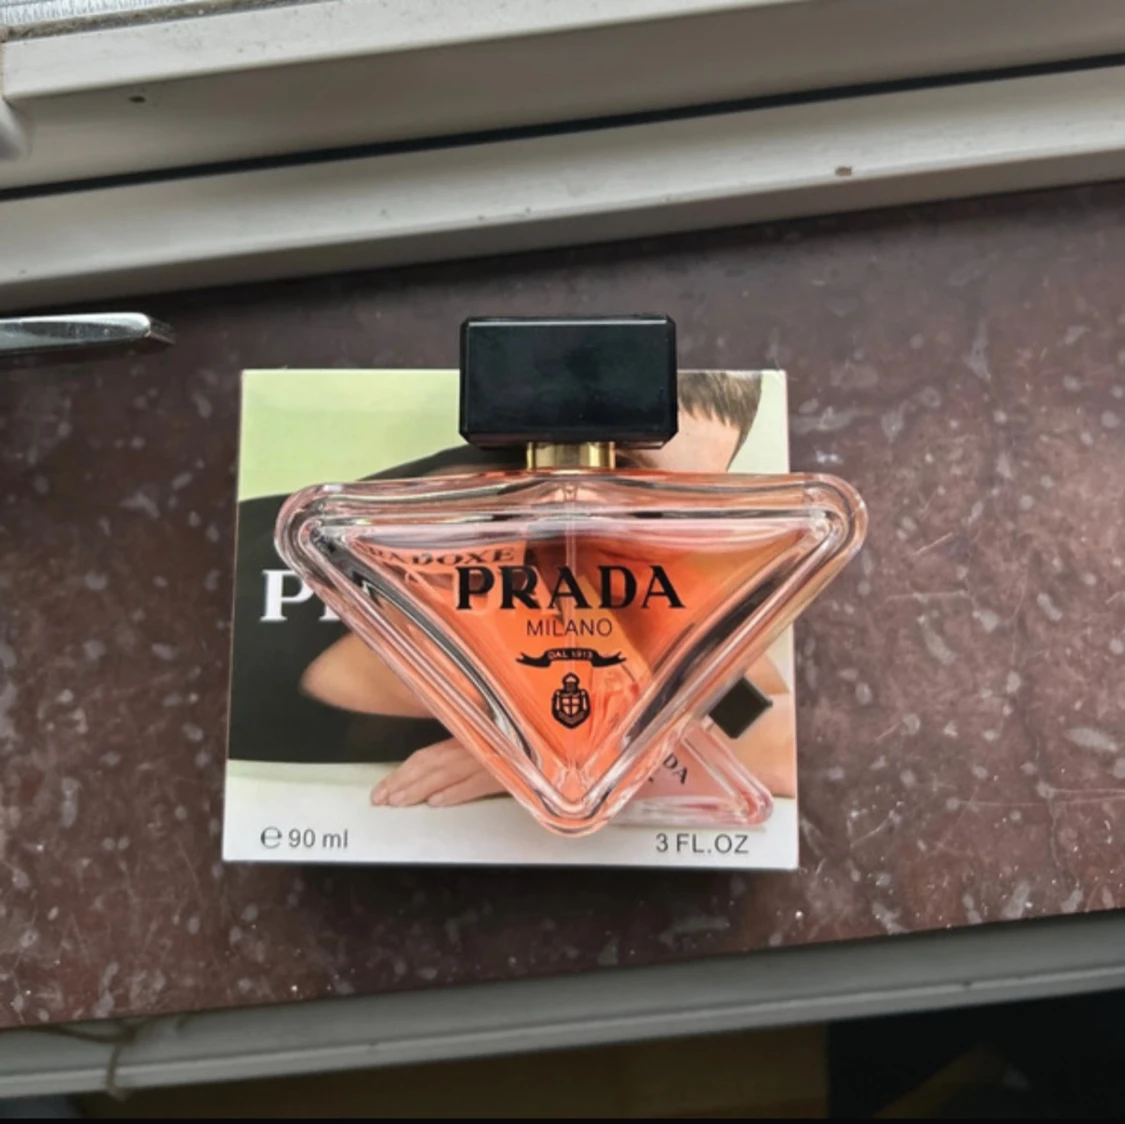 PRADA
MILANO
DAL 1913
℮ 90 ml
3 FL.OZ